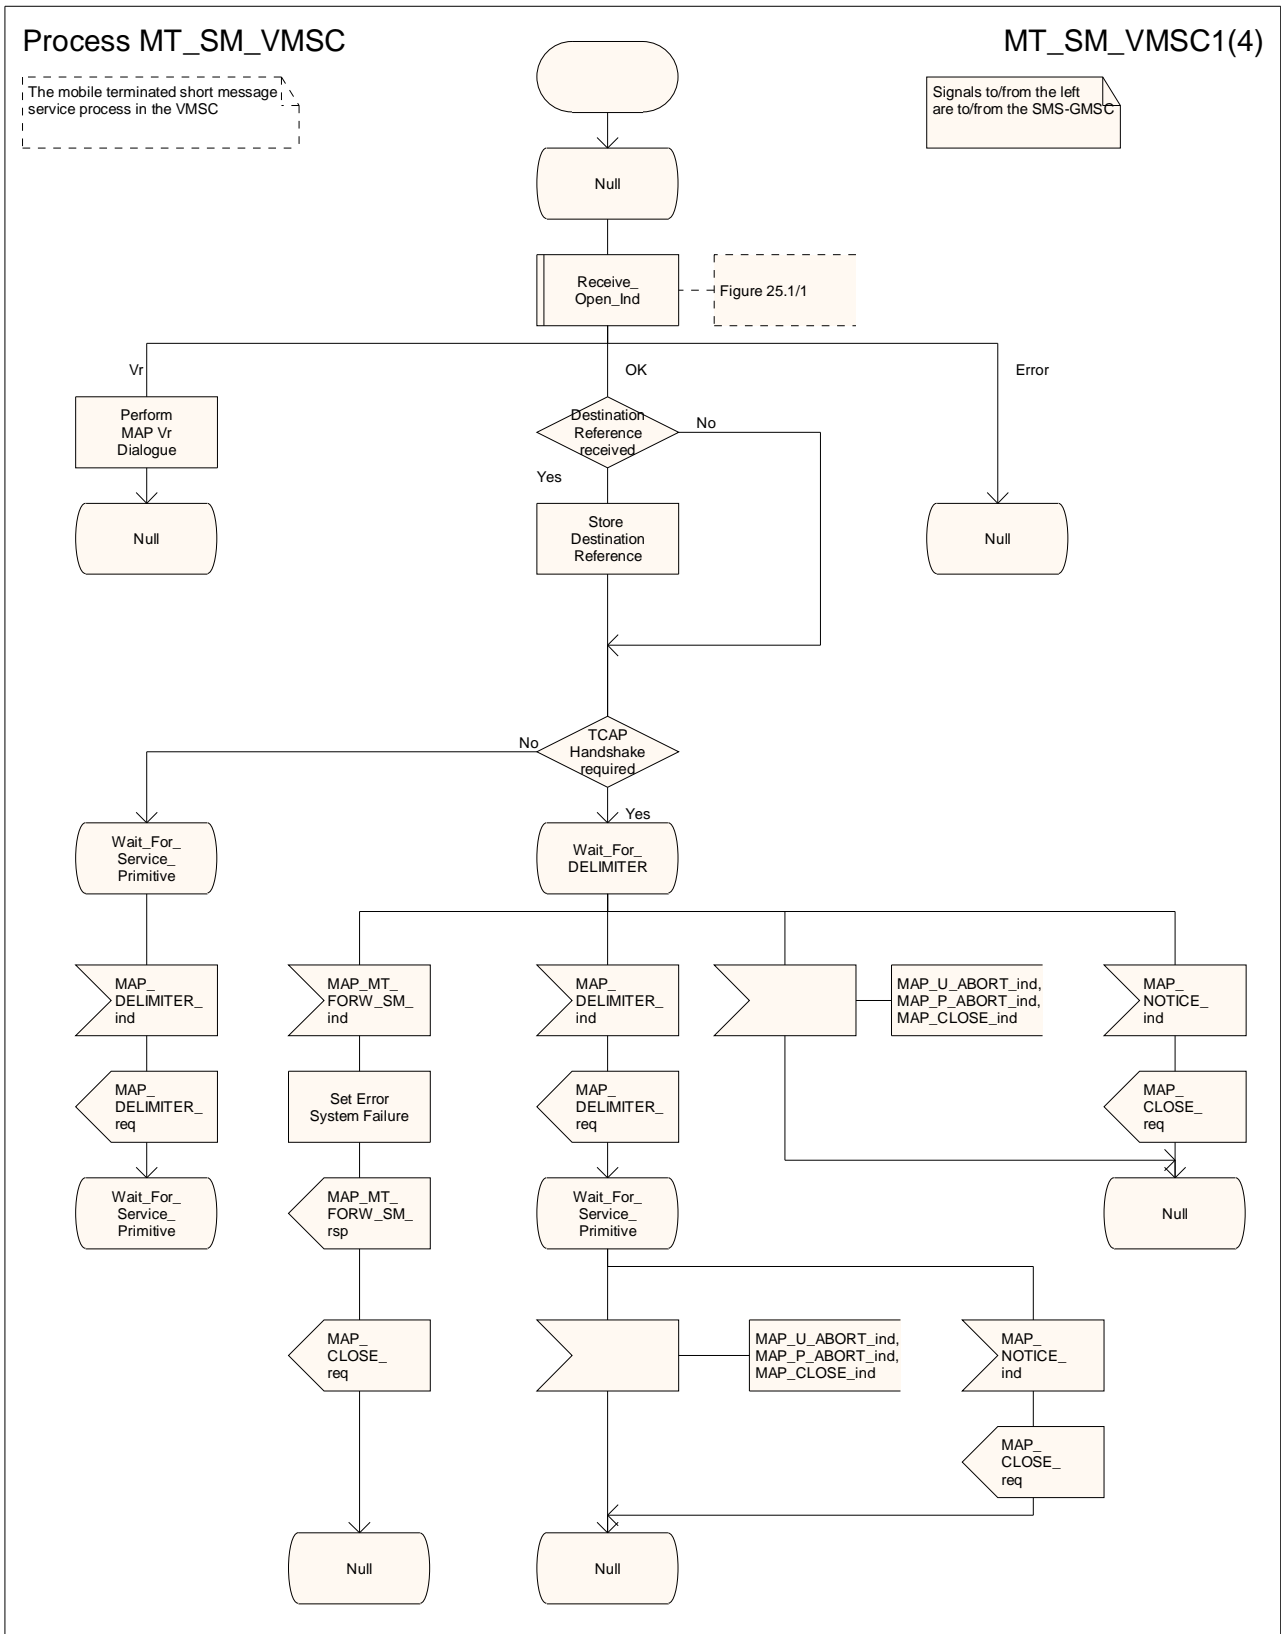 Process MT_SM_VMSC
MT_SM_VMSC1(4)
The mobile terminated short message
service process in the VMSC
Signals to/from the left
are to/from the SMS-GMSC
Null
Receive_
Open_Ind
Figure 25.1/1
Vr
OK
Error
Perform
MAP Vr
Dialogue
Destination
Reference
received
No
Yes
Null
Store
Destination
Reference
Null
TCAP
Handshake
required
No
Yes
Wait_For_
Service_
Primitive
Wait_For_
DELIMITER
MAP_
DELIMITER_
ind
MAP_MT_
FORW_SM_
ind
MAP_
DELIMITER_
ind
MAP_U_ABORT_ind,
MAP_P_ABORT_ind,
MAP_CLOSE_ind
MAP_
NOTICE_
ind
MAP_
DELIMITER_
req
Set Error
System Failure
MAP_
DELIMITER_
req
MAP_
CLOSE_
req
Wait_For_
Service_
Primitive
MAP_MT_
FORW_SM_
rsp
Wait_For_
Service_
Primitive
Null
MAP_
CLOSE_
req
MAP_U_ABORT_ind,
MAP_P_ABORT_ind,
MAP_CLOSE_ind
MAP_
NOTICE_
ind
MAP_
CLOSE_
req
Null
Null